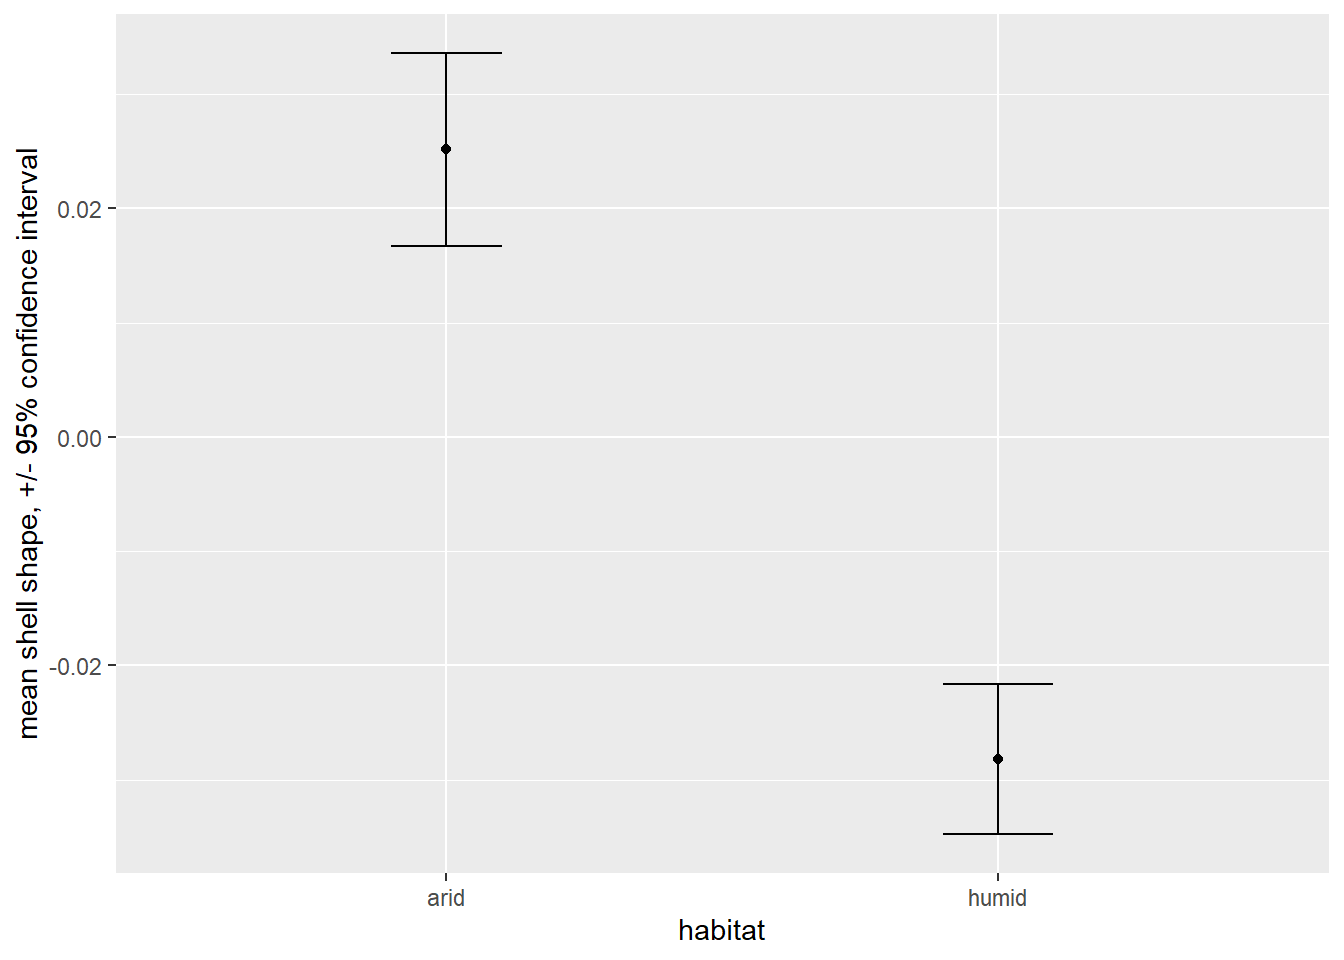 mean shell shape, +/- 95% confidence interval
0.02
0.00
-0.02
arid
humid
habitat